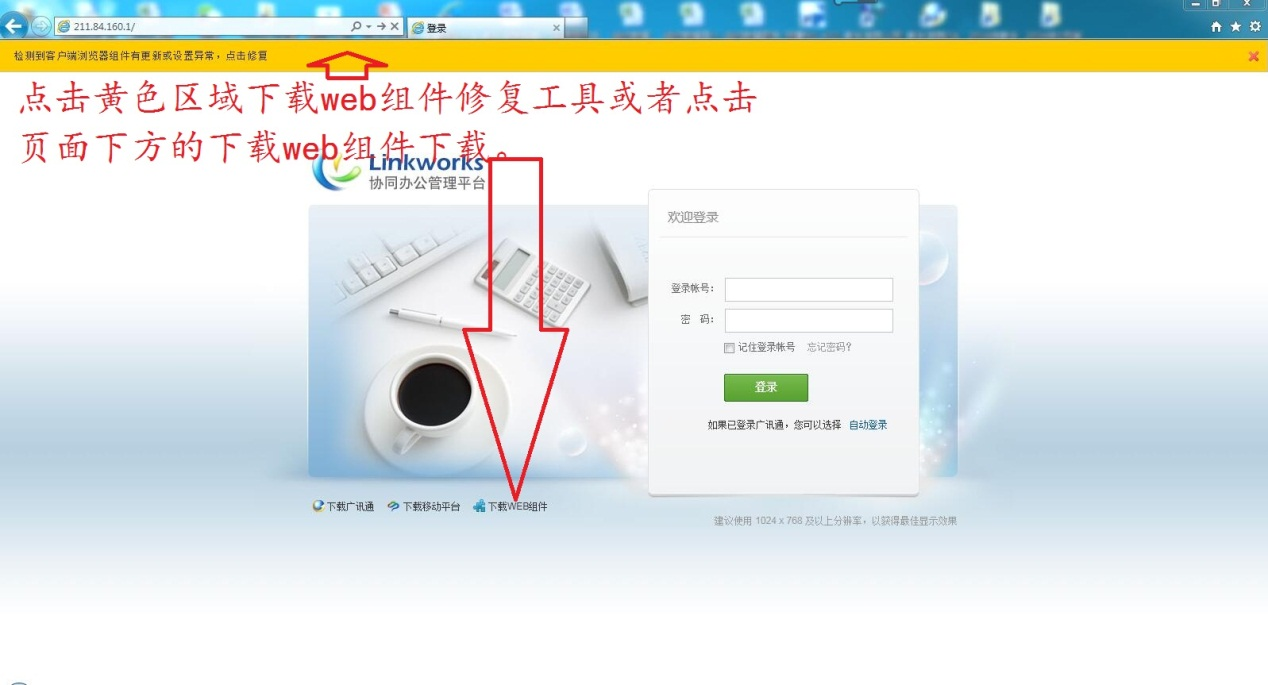 211.84.160.1/
登录
检测到客户端浏览器组件有更新或设置异常，点击修复
点击黄色区域下载web组件修复工具或者点击
页面下方的下载web组件下载。
Linkworks
协同办公管理平台
欢迎登录
登录帐号：
密 码：
记住登录帐号 忘记密码？
登录
如果已登录广讯通，您可以选择 自动登录
下载广讯通 下载移动平台 下载WEB组件
建议使用 1024 x 768 及以上分辨率，以获得最佳显示效果